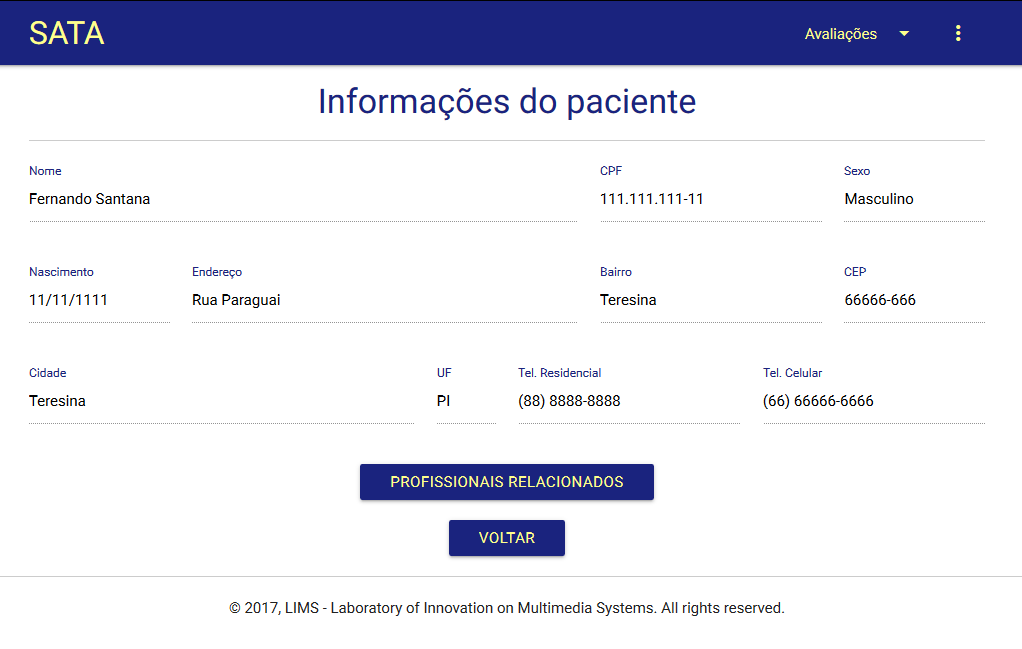 SATA
Avaliações
Informações do paciente
Nome CPF Sexo
Fernando Santana 111.111.111-11 Masculino
Nascimento Endereço Bairro CEP
11/11/1111 Rua Paraguai Teresina 66666-666
Cidade UF Tel. Residencial Tel. Celular
Teresina PI (88) 8888-8888 (66) 66666-6666
PROFISSIONAIS RELACIONADOS
VOLTAR
© 2017, LIMS - Laboratory of Innovation on Multimedia Systems. All rights reserved.